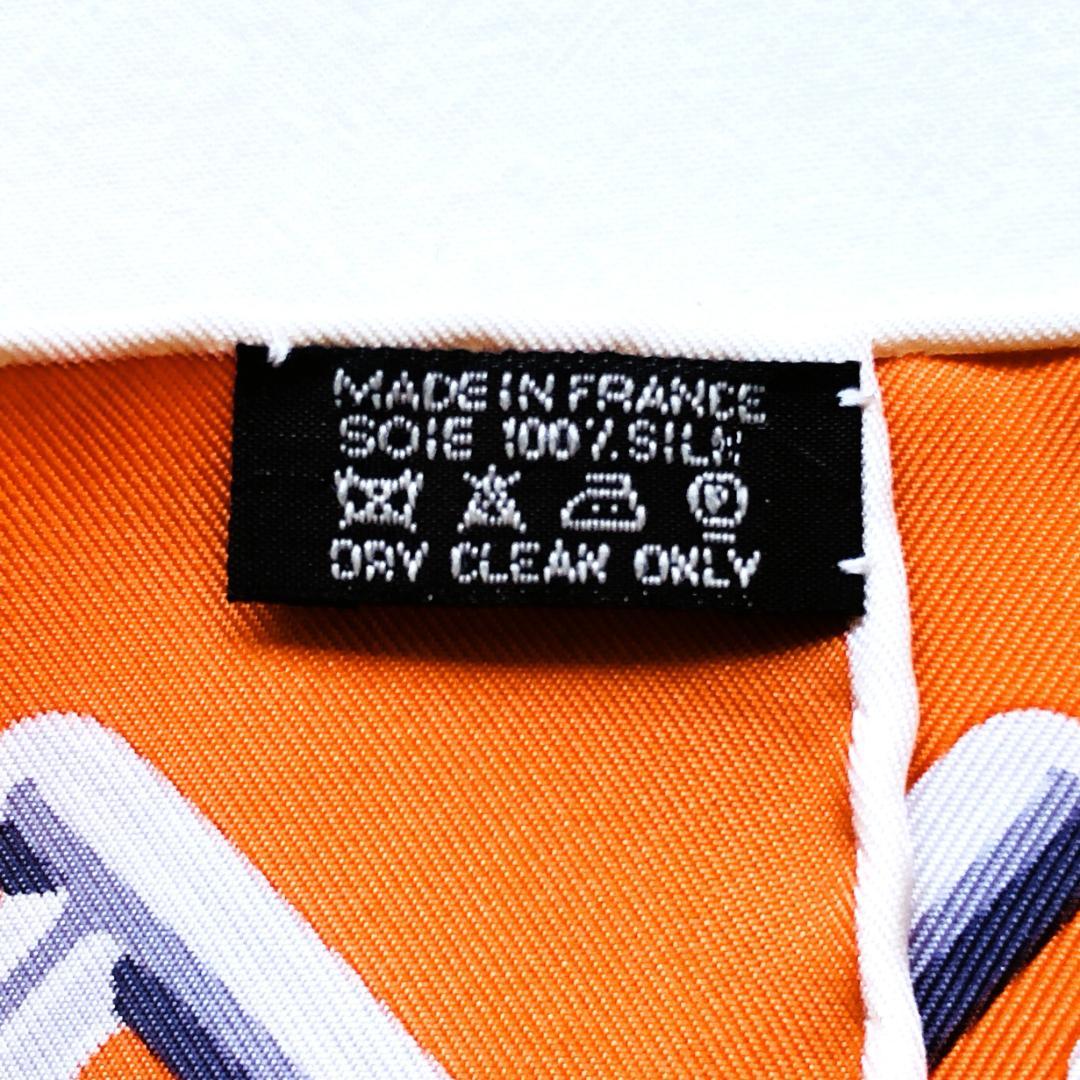 MADE IN FRANCE
SOIE 100% SILK
P
DRY CLEAN ONLY